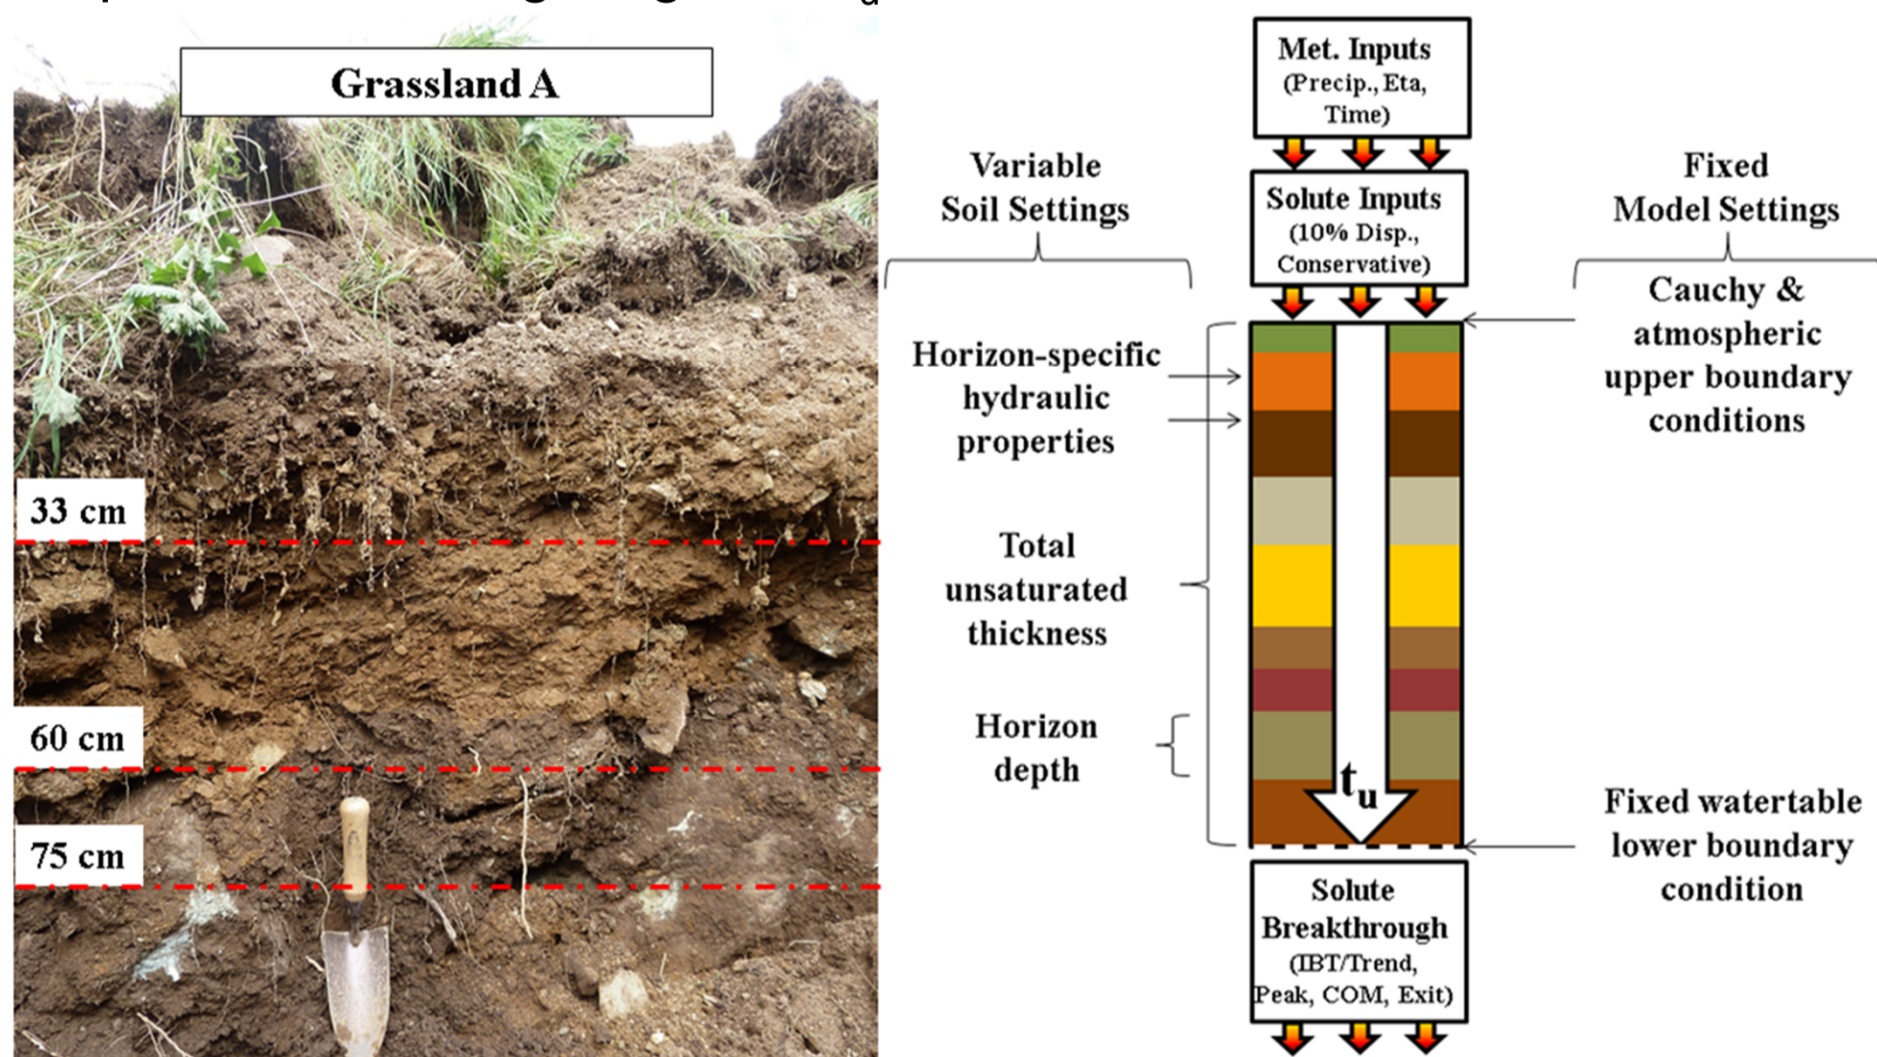 Grassland A
33 cm
60 cm
75 cm
Variable
Soil Settings
Horizon-specific
hydraulic
properties
Total
unsaturated
thickness
Horizon
depth
Met. Inputs
(Precip., Eta,
Time)
Solute Inputs
(10% Disp.,
Conservative)
t u
Solute
Breakthrough
(IBT/Trend,
Peak, COM, Exit)
Fixed
Model Settings
Cauchy &
atmospheric
upper boundary
conditions
Fixed watertable
lower boundary
condition